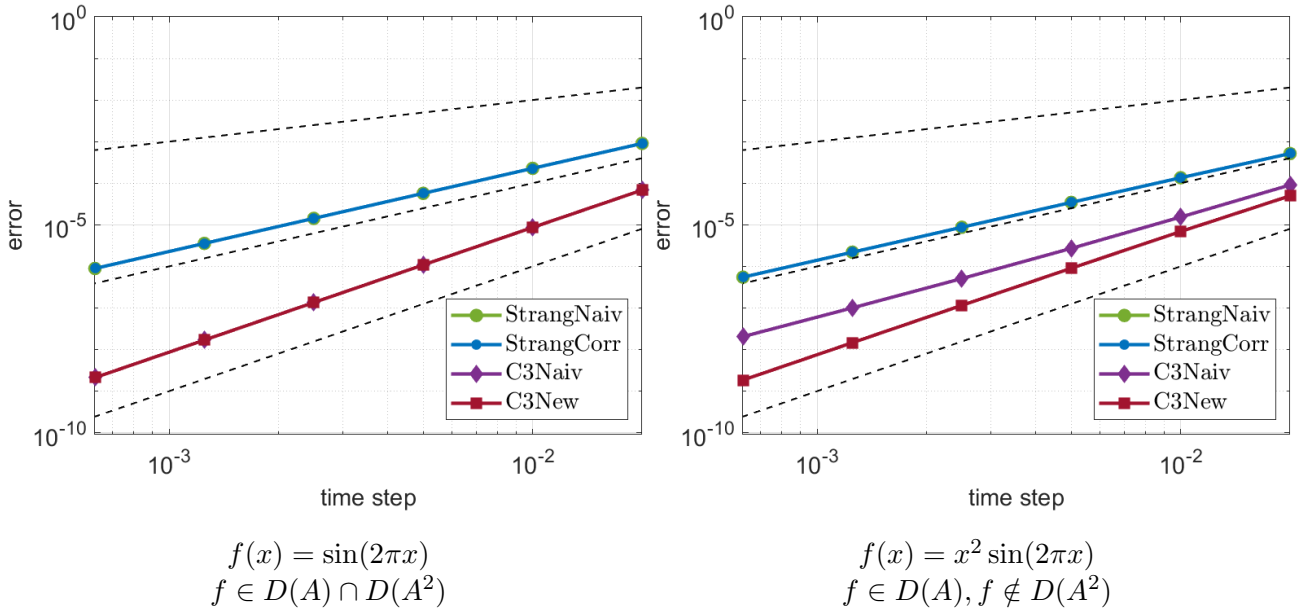 10^0
10^-5
10^-10
error
10^-3
10^-2
time step
StrangNaiv
StrangCorr
C3Naiv
C3New
f(x) = sin(2πx)
f ∈ D(A) ∩ D(A^2)
10^0
10^-5
10^-10
error
10^-3
10^-2
time step
StrangNaiv
StrangCorr
C3Naiv
C3New
f(x) = x^2 sin(2πx)
f ∈ D(A), f ∉ D(A^2)